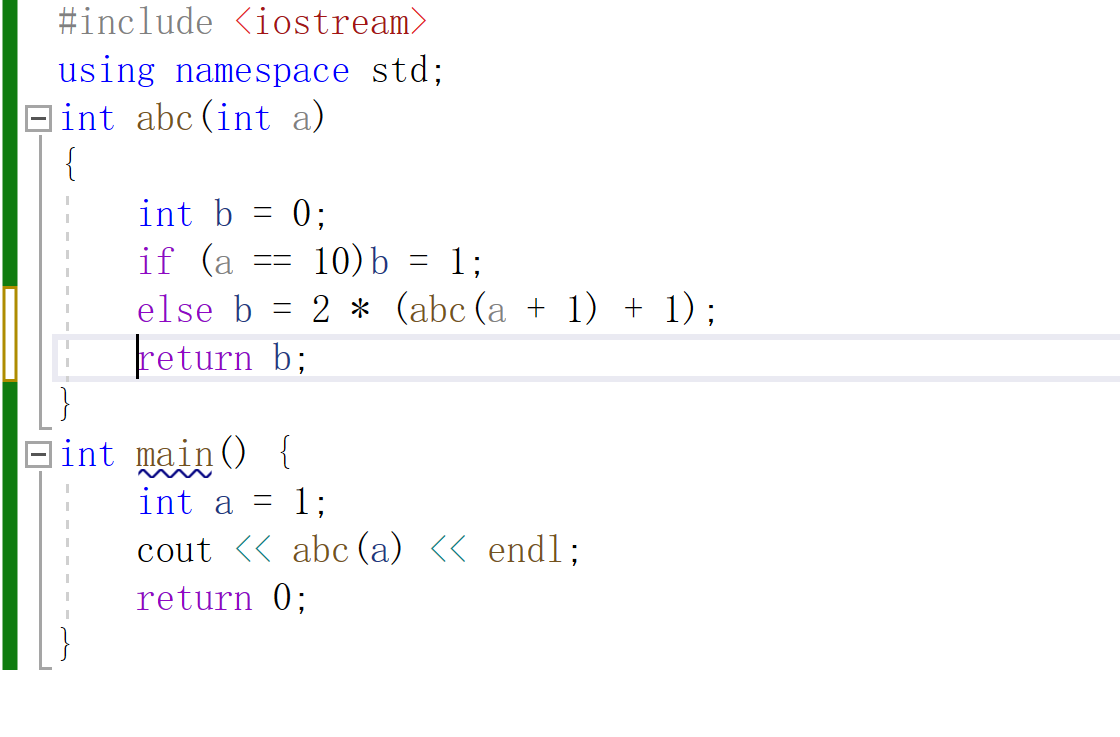 #include <iostream>
using namespace std;
int abc(int a)
{
    int b = 0;
    if (a == 10)b = 1;
    else b = 2 * (abc(a + 1) + 1);
    return b;
}
int main() {
    int a = 1;
    cout << abc(a) << endl;
    return 0;
}